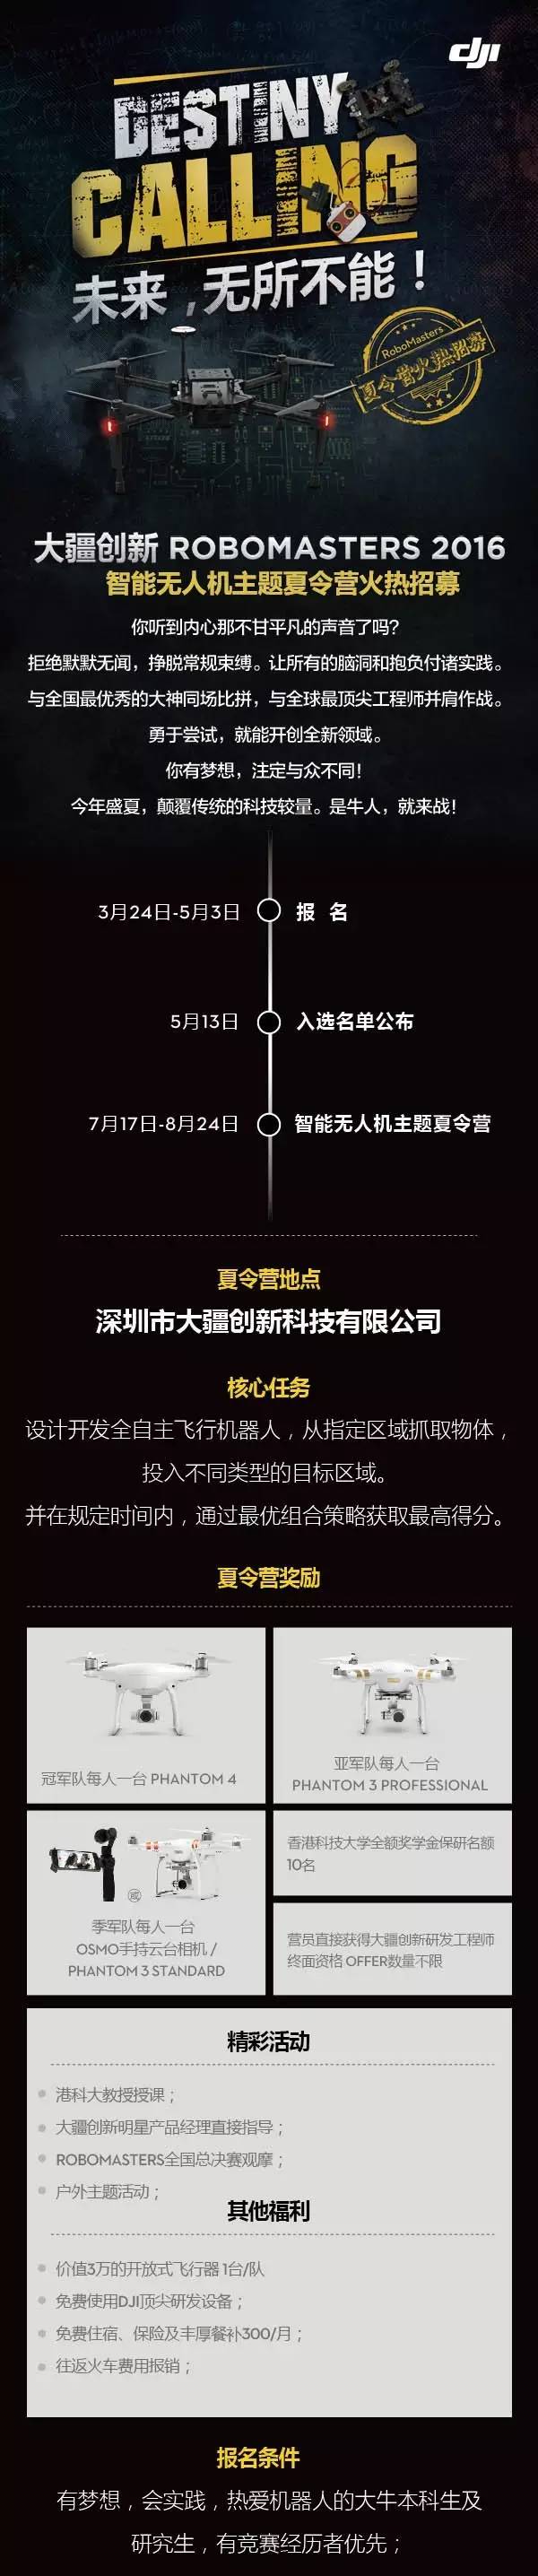 dji
DESTINY
CALLING
未来，无所不能！
RoboMasters
夏令营火热招募
大疆创新 ROBOMASTERS 2016
智能无人机主题夏令营火热招募
你听到内心那不甘平凡的声音了吗？
拒绝默默无闻，挣脱常规束缚。让所有的脑洞和抱负付诸实践。
与全国最优秀的大神同场比拼，与全球最顶尖工程师并肩作战。
勇于尝试，就能开创全新领域。
你有梦想，注定与众不同！
今年盛夏，颠覆传统的科技较量。是牛人，就来战！
3月24日-5月3日 报 名
5月13日 入选名单公布
7月17日-8月24日 智能无人机主题夏令营
夏令营地点
深圳市大疆创新科技有限公司
核心任务
设计开发全自主飞行机器人，从指定区域抓取物体，
投入不同类型的目标区域。
并在规定时间内，通过最优组合策略获取最高得分。
夏令营奖励
冠军队每人一台 PHANTOM 4
亚军队每人一台
PHANTOM 3 PROFESSIONAL
或
季军队每人一台
OSMO手持云台相机 /
PHANTOM 3 STANDARD
香港科技大学全额奖学金保研名额
10名
营员直接获得大疆创新研发工程师
终面资格 OFFER数量不限
精彩活动
港科大教授授课；
大疆创新明星产品经理直接指导；
ROBOMASTERS全国总决赛观摩；
户外主题活动；
其他福利
价值3万的开放式飞行器 1台/队
免费使用DJI顶尖研发设备；
免费住宿、保险及丰厚餐补300/月；
往返火车费用报销；
报名条件
有梦想，会实践，热爱机器人的大牛本科生及
研究生，有竞赛经历者优先；